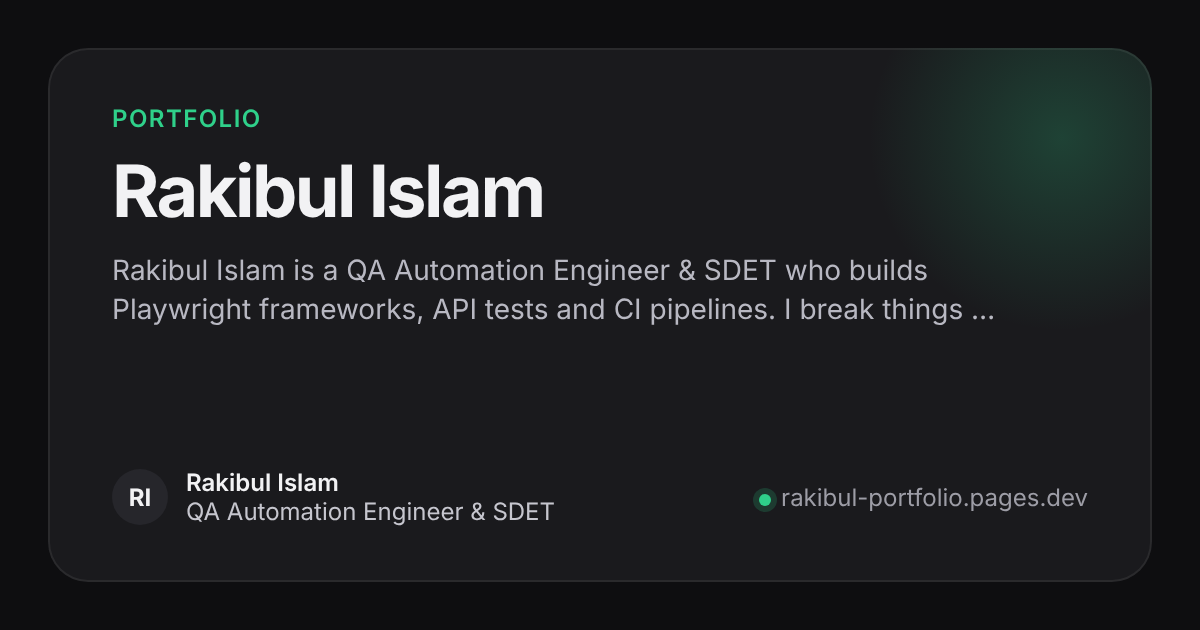 PORTFOLIO
Rakibul Islam
Rakibul Islam is a QA Automation Engineer & SDET who builds
Playwright frameworks, API tests and CI pipelines. I break things ...
RI
Rakibul Islam
QA Automation Engineer & SDET
rakibul-portfolio.pages.dev